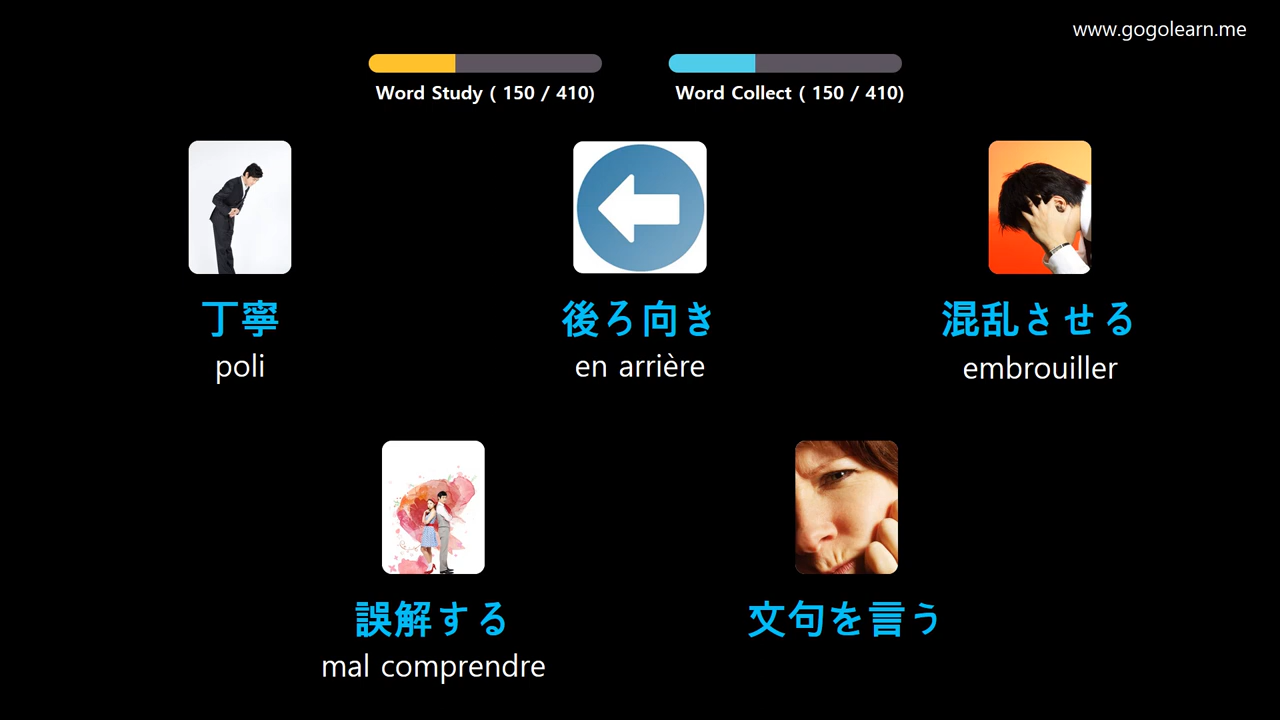 www.gogolearn.me
Word Study ( 150 / 410)
Word Collect ( 150 / 410)
丁寧
poli
後ろ向き
en arrière
混乱させる
embrouiller
誤解する
mal comprendre
文句を言う